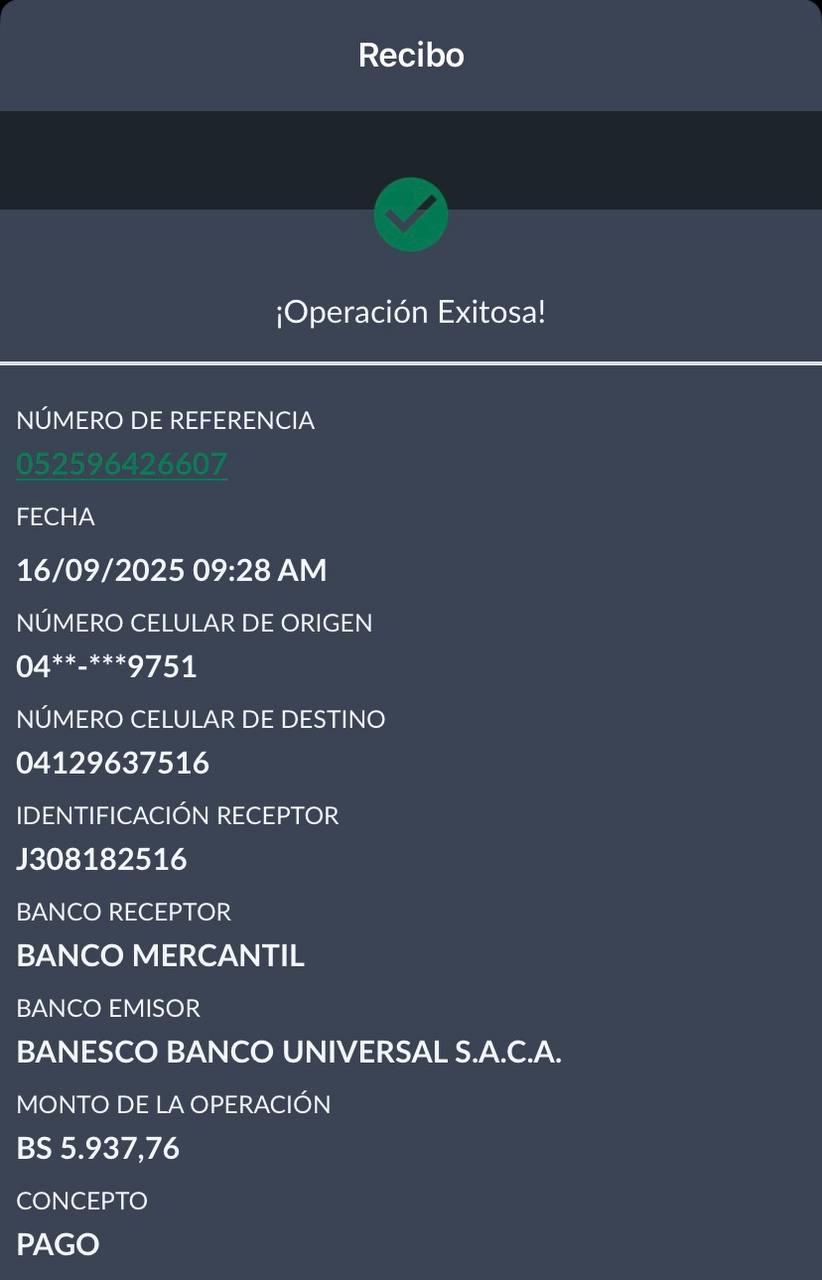 Recibo
¡Operación Exitosa!
NÚMERO DE REFERENCIA
052596426607
FECHA
16/09/2025 09:28 AM
NÚMERO CELULAR DE ORIGEN
04**-***9751
NÚMERO CELULAR DE DESTINO
04129637516
IDENTIFICACIÓN RECEPTOR
J308182516
BANCO RECEPTOR
BANCO MERCANTIL
BANCO EMISOR
BANESCO BANCO UNIVERSAL S.A.C.A.
MONTO DE LA OPERACIÓN
BS 5.937,76
CONCEPTO
PAGO